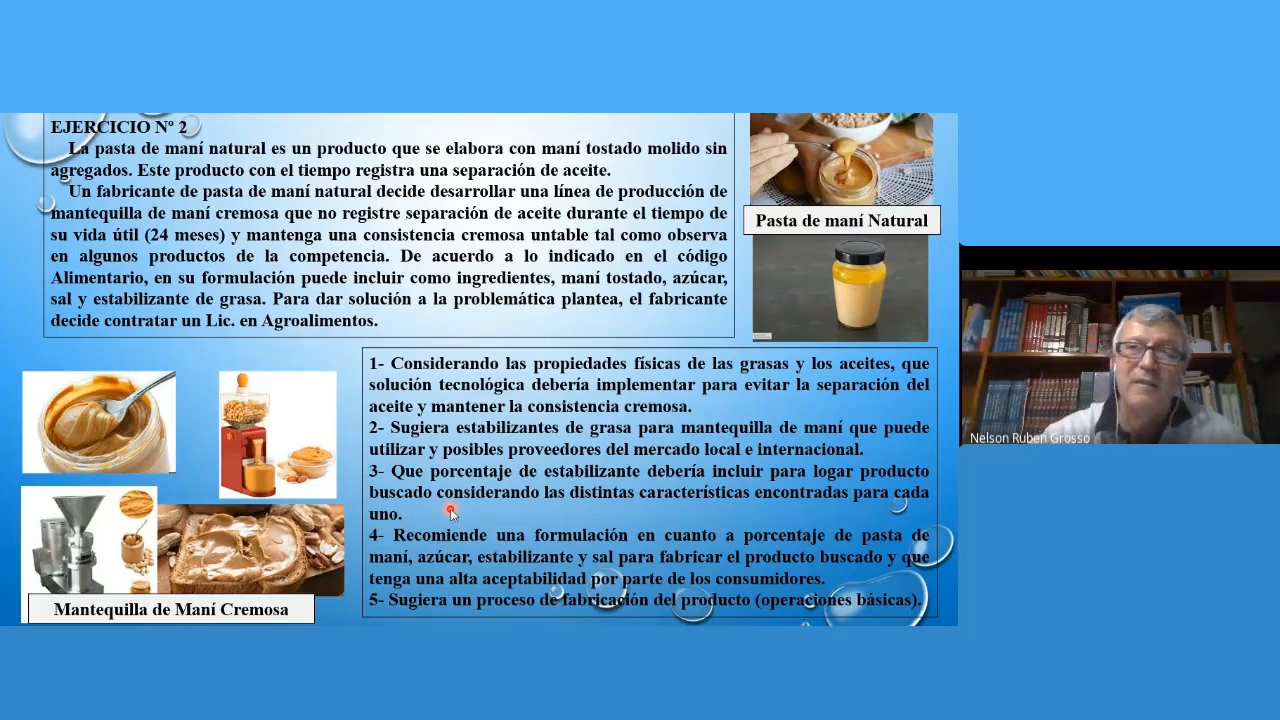 EJERCICIO Nº 2
La pasta de maní natural es un producto que se elabora con maní tostado molido sin
agregados. Este producto con el tiempo registra una separación de aceite.
Un fabricante de pasta de maní natural decide desarrollar una línea de producción de
mantequilla de maní cremosa que no registre separación de aceite durante el tiempo de
su vida útil (24 meses) y mantenga una consistencia cremosa untable tal como observa
en algunos productos de la competencia. De acuerdo a lo indicado en el código
Alimentario, en su formulación puede incluir como ingredientes, maní tostado, azúcar,
sal y estabilizante de grasa. Para dar solución a la problemática plantea, el fabricante
decide contratar un Lic. en Agroalimentos.
Pasta de maní Natural
1- Considerando las propiedades físicas de las grasas y los aceites, que
solución tecnológica debería implementar para evitar la separación del
aceite y mantener la consistencia cremosa.
2- Sugiera estabilizantes de grasa para mantequilla de maní que puede
utilizar y posibles proveedores del mercado local e internacional.
3- Que porcentaje de estabilizante debería incluir para logar producto
buscado considerando las distintas características encontradas para cada
uno.
4- Recomiende una formulación en cuanto a porcentaje de pasta de
maní, azúcar, estabilizante y sal para fabricar el producto buscado y que
tenga una alta aceptabilidad por parte de los consumidores.
5- Sugiera un proceso de fabricación del producto (operaciones básicas).
Mantequilla de Maní Cremosa
Nelson Ruben Grosso